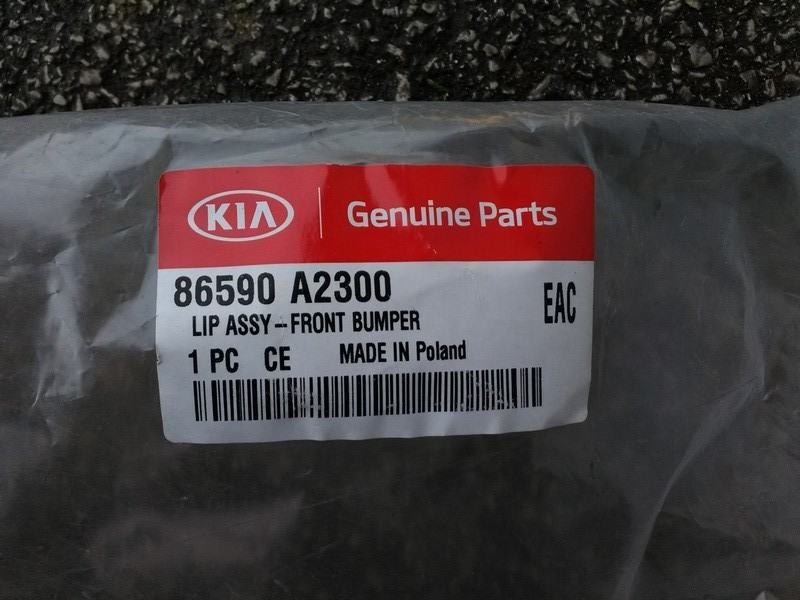 KIA Genuine Parts
86590 A2300
EAC
LIP ASSY-FRONT BUMPER
1 PC CE MADE IN Poland